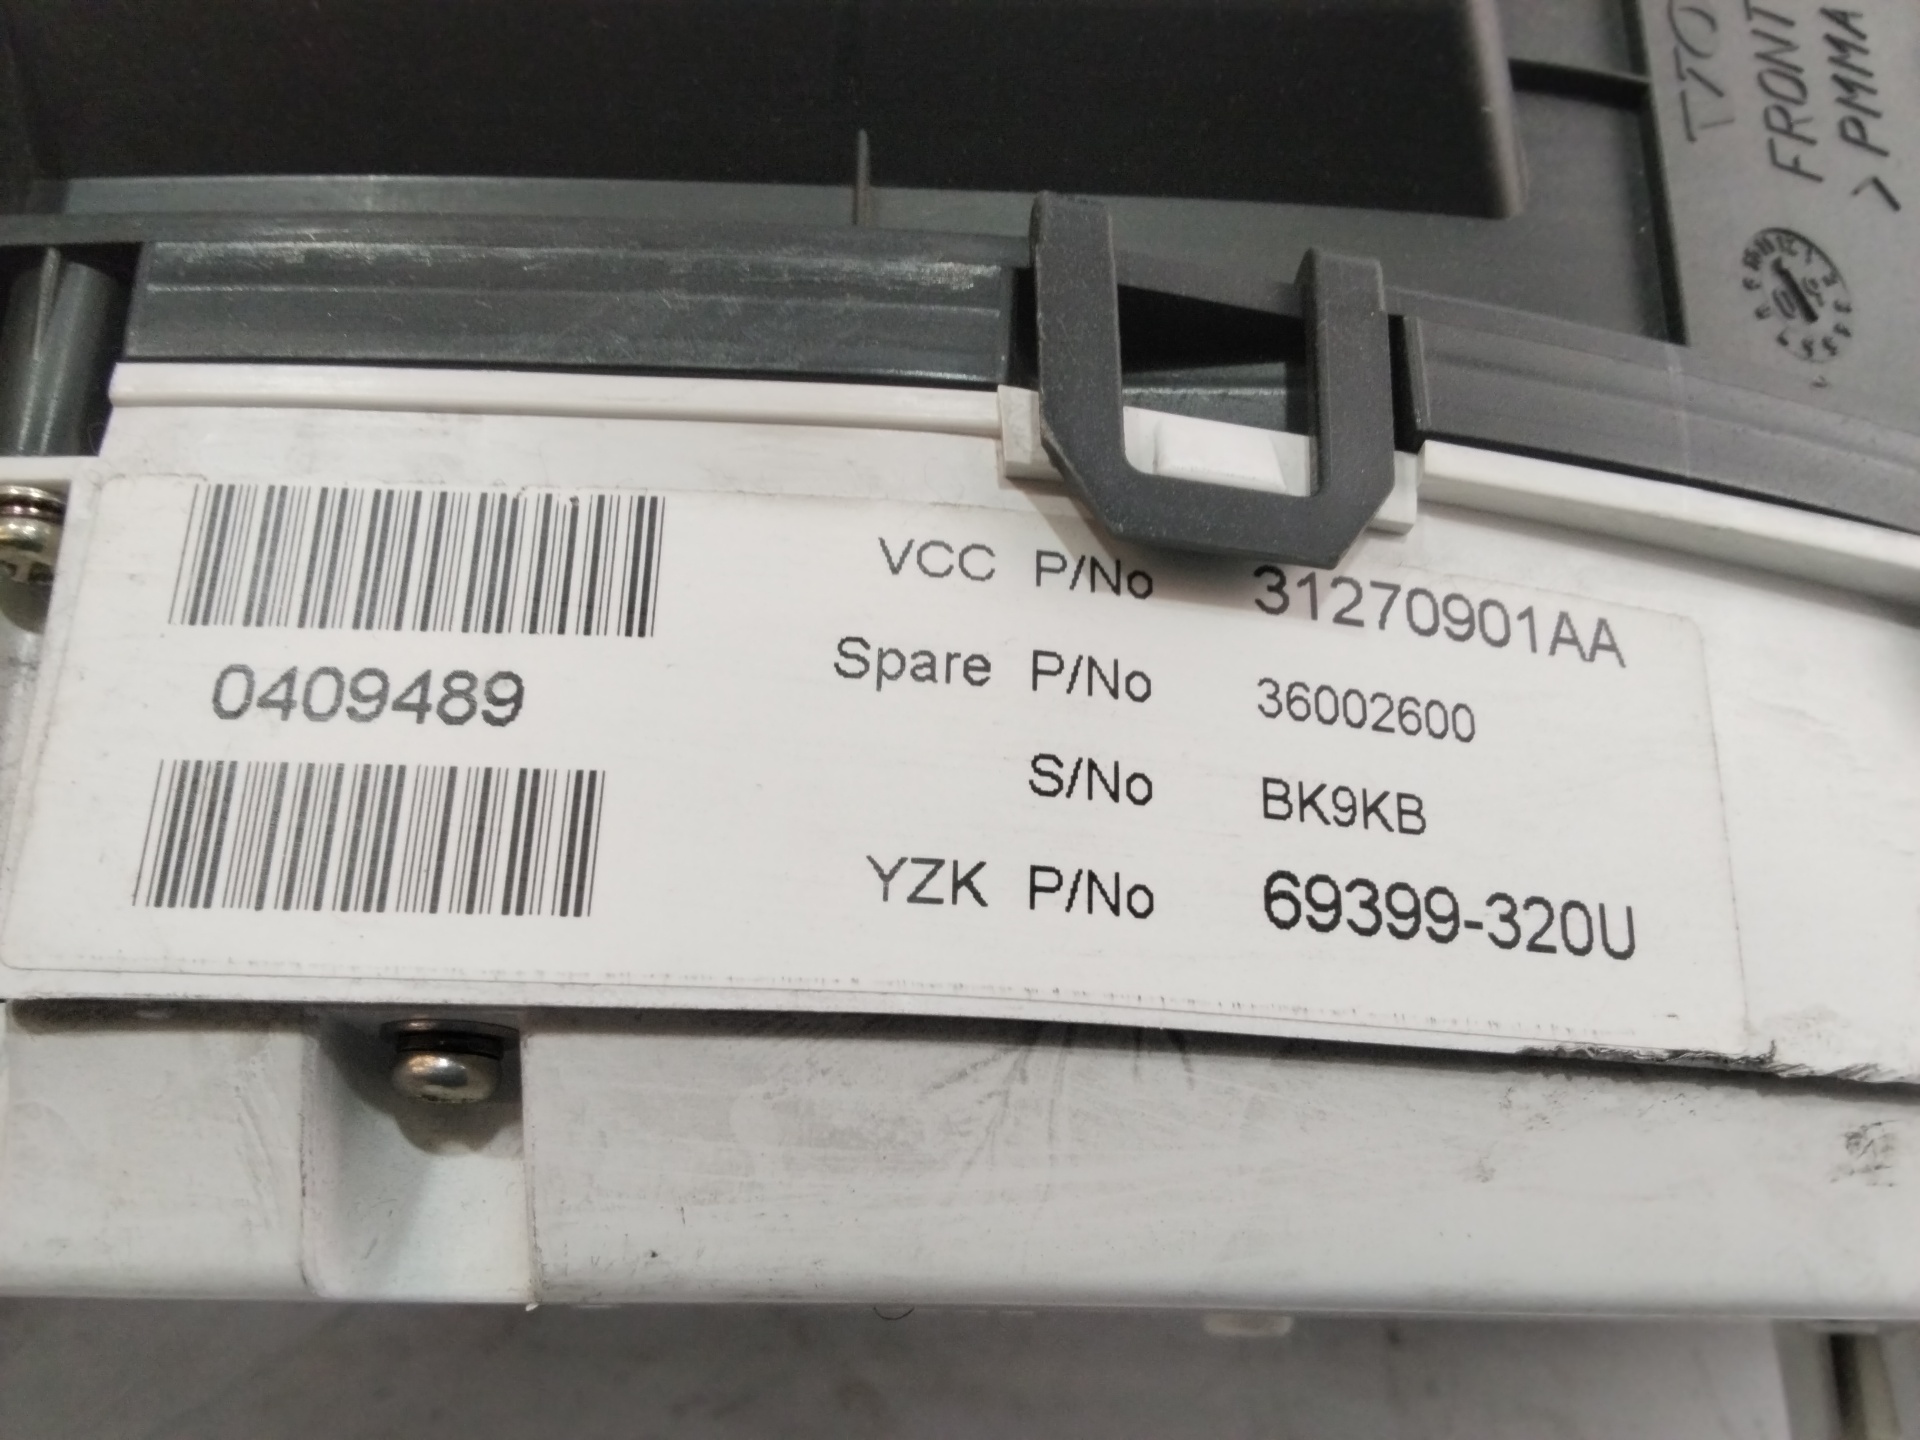 FRONT
>PMMA
0409489
VCC P/No 31270901AA
Spare P/No 36002600
S/No BK9KB
YZK P/No 69399-320U